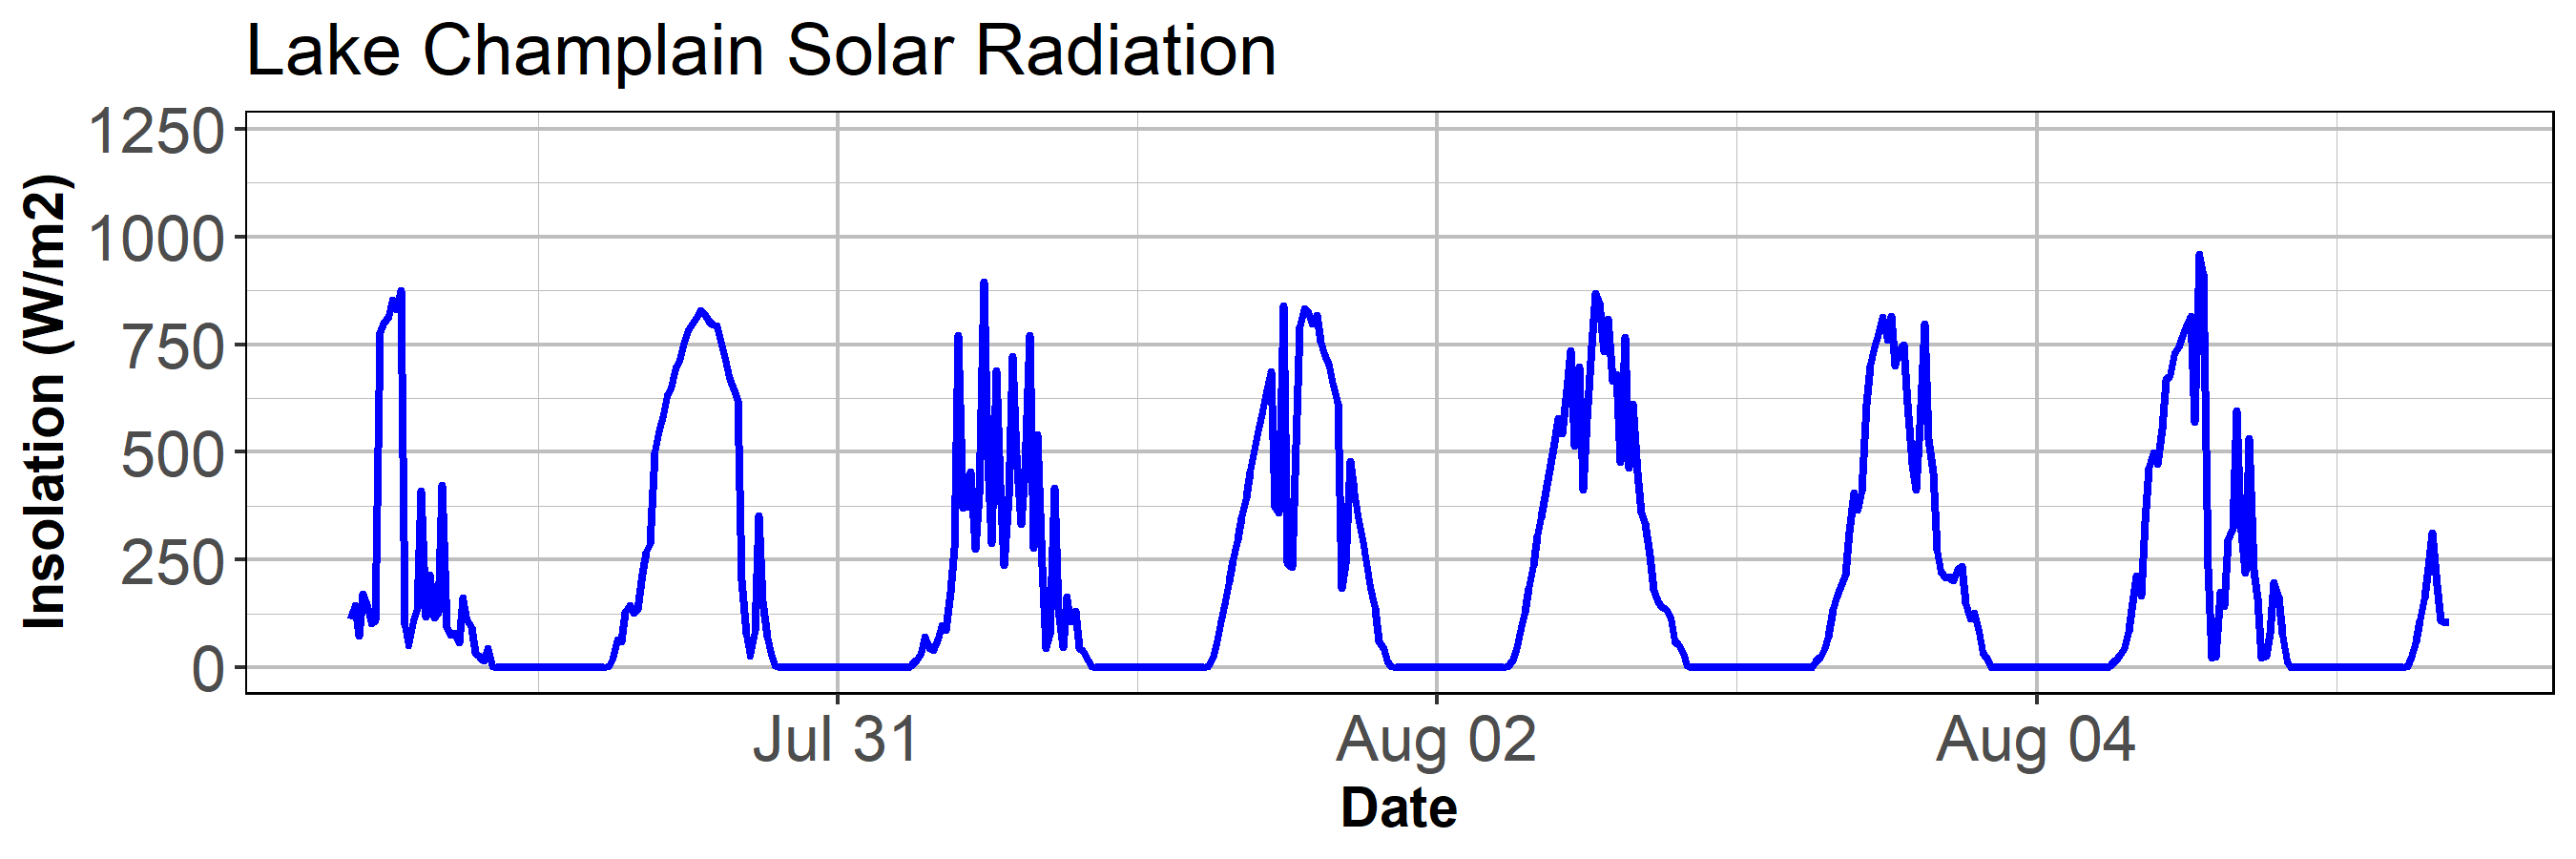 Lake Champlain Solar Radiation
1250
1000
750
500
250
0
Insolation (W/m2)
Jul 31
Aug 02
Aug 04
Date